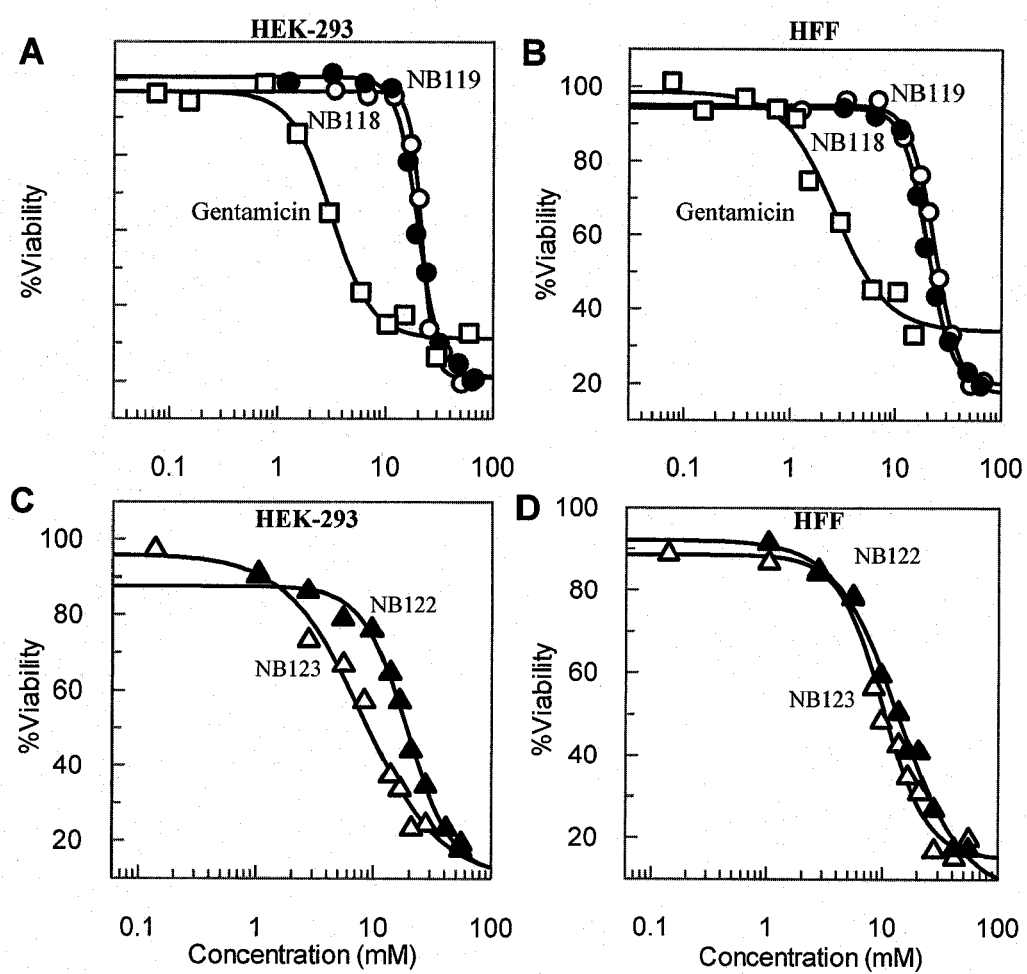 A
HEK-293
%Viability
NB119
NB118
Gentamicin
0.1 1 10 100
B
HFF
%Viability
100
80
60
40
20
NB119
NB118
Gentamicin
0.1 1 10 100
C
HEK-293
%Viability
100
80
60
40
20
NB122
NB123
0.1 1 10 100
Concentration (mM)
D
HFF
%Viability
100
80
60
40
20
NB122
NB123
0.1 1 10 100
Concentration (mM)